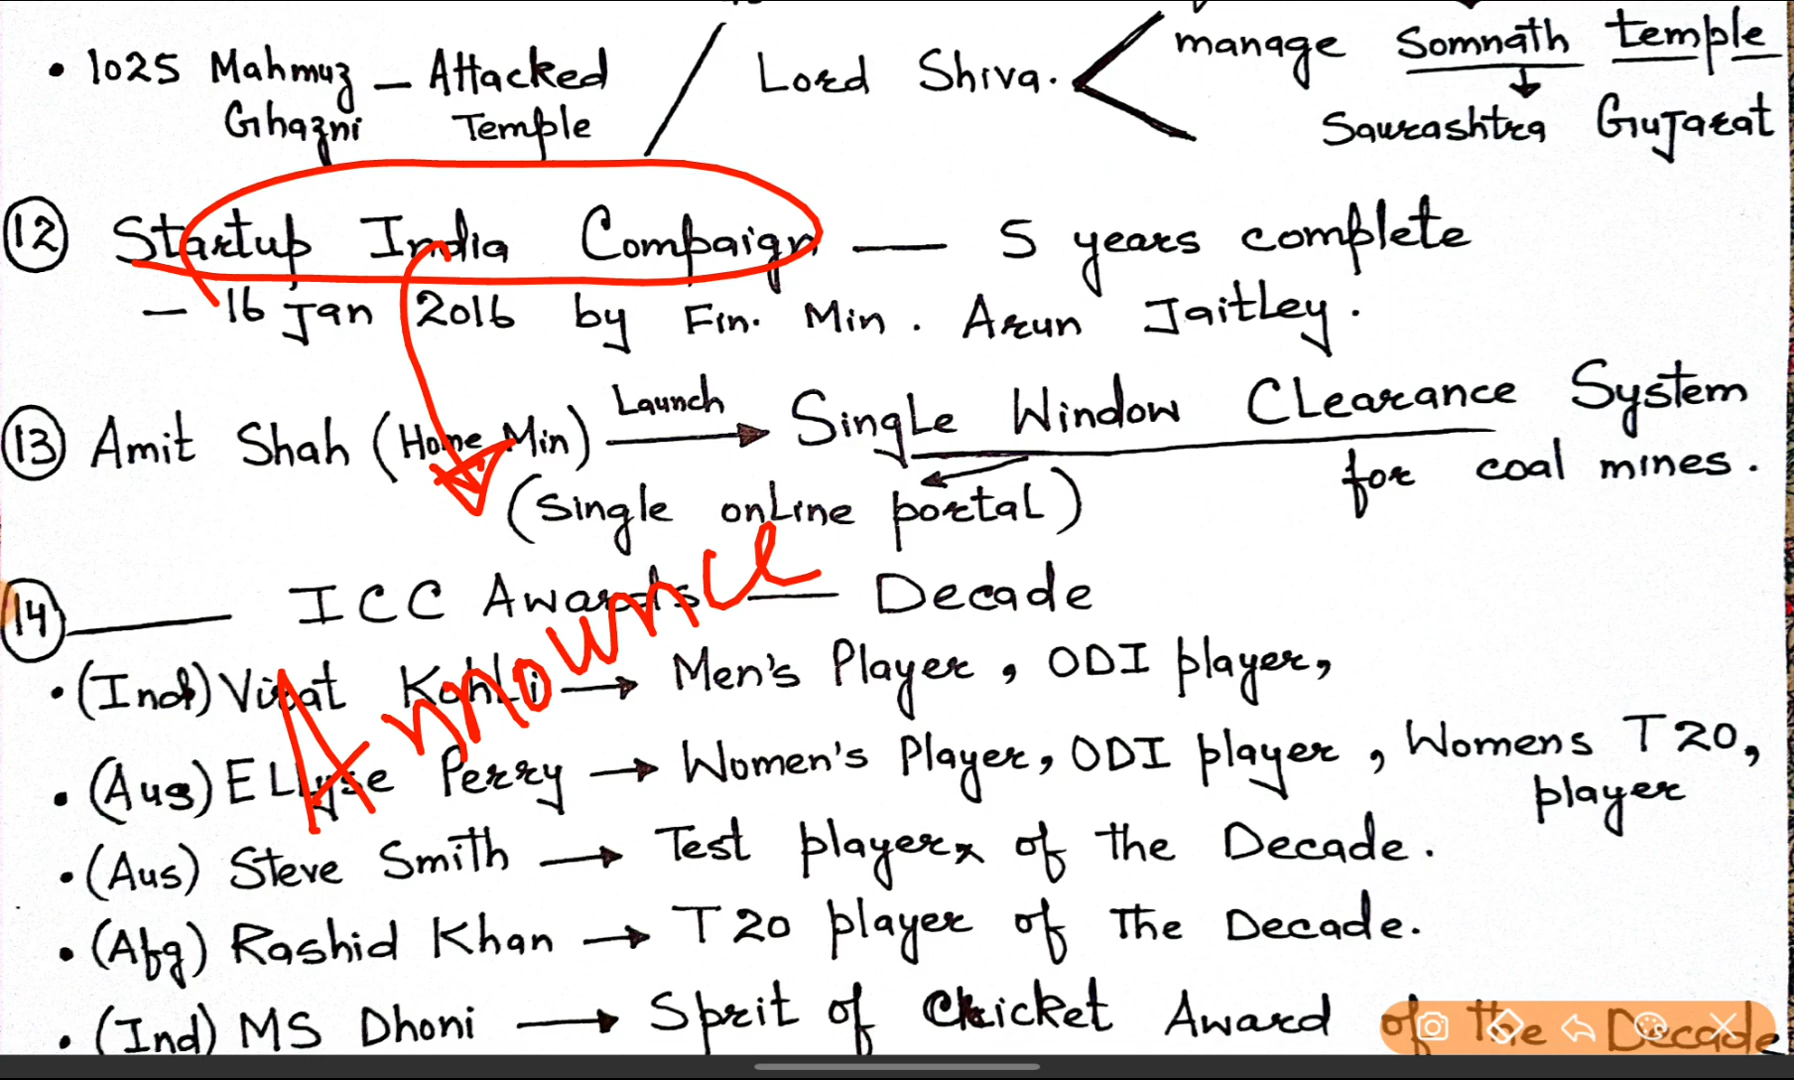 manage Somnath temple
• 1025 Mahmuz — Attacked / Lord Shiva.
Ghazni Temple
Saurashtra Gujarat
12 Startup India Compaign — 5 years complete
— 16 Jan 2016 by Fin. Min. Arun Jaitley.
13 Amit Shah (Home Min) Launch → Single Window Clearance System
for coal mines.
(Single online portal)
14 — ICC Awards — Decade
• (Ind) Virat Kohli → Men's Player, ODI player,
• (Aus) Ellyse Perry → Women's Player, ODI player, Womens T20,
player
• (Aus) Steve Smith → Test player of the Decade.
• (Afg) Rashid Khan → T20 player of The Decade.
• (Ind) MS Dhoni → Sprit of Cricket Award of the Decade
Announce